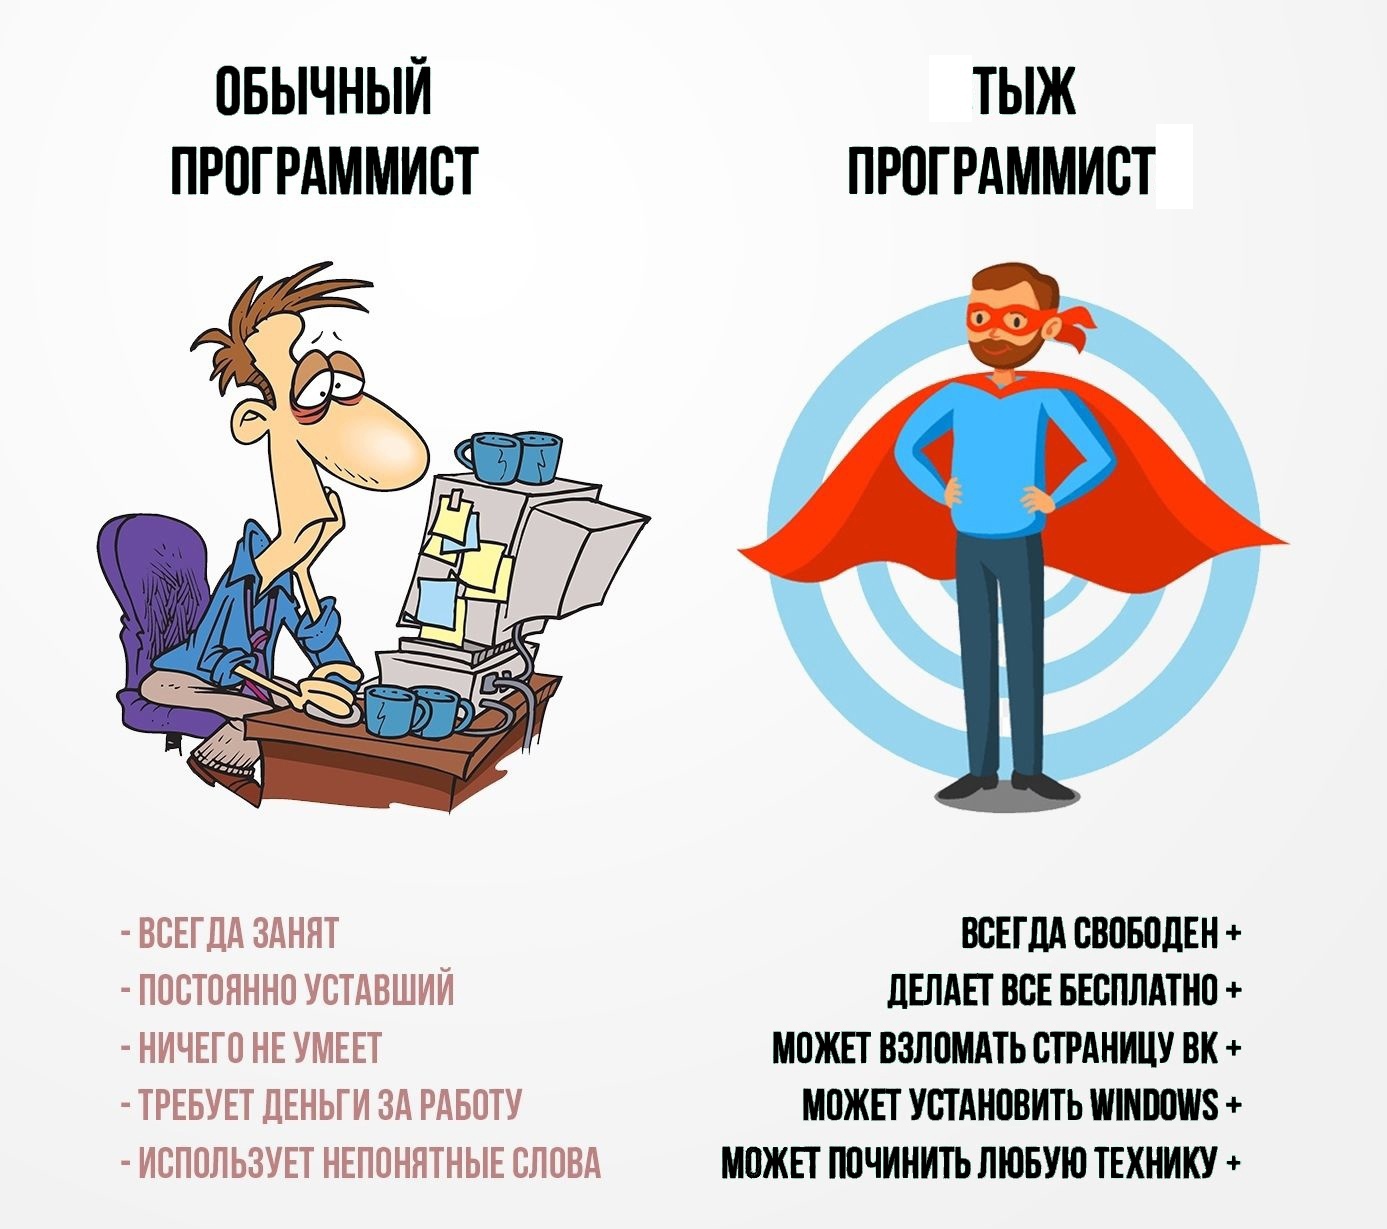 ОБЫЧНЫЙ
ПРОГРАММИСТ
ТЫЖ
ПРОГРАММИСТ
- ВСЕГДА ЗАНЯТ
- ПОСТОЯННО УСТАВШИЙ
- НИЧЕГО НЕ УМЕЕТ
- ТРЕБУЕТ ДЕНЬГИ ЗА РАБОТУ
- ИСПОЛЬЗУЕТ НЕПОНЯТНЫЕ СЛОВА
ВСЕГДА СВОБОДЕН +
ДЕЛАЕТ ВСЕ БЕСПЛАТНО +
МОЖЕТ ВЗЛОМАТЬ СТРАНИЦУ ВК +
МОЖЕТ УСТАНОВИТЬ WINDOWS +
МОЖЕТ ПОЧИНИТЬ ЛЮБУЮ ТЕХНИКУ +